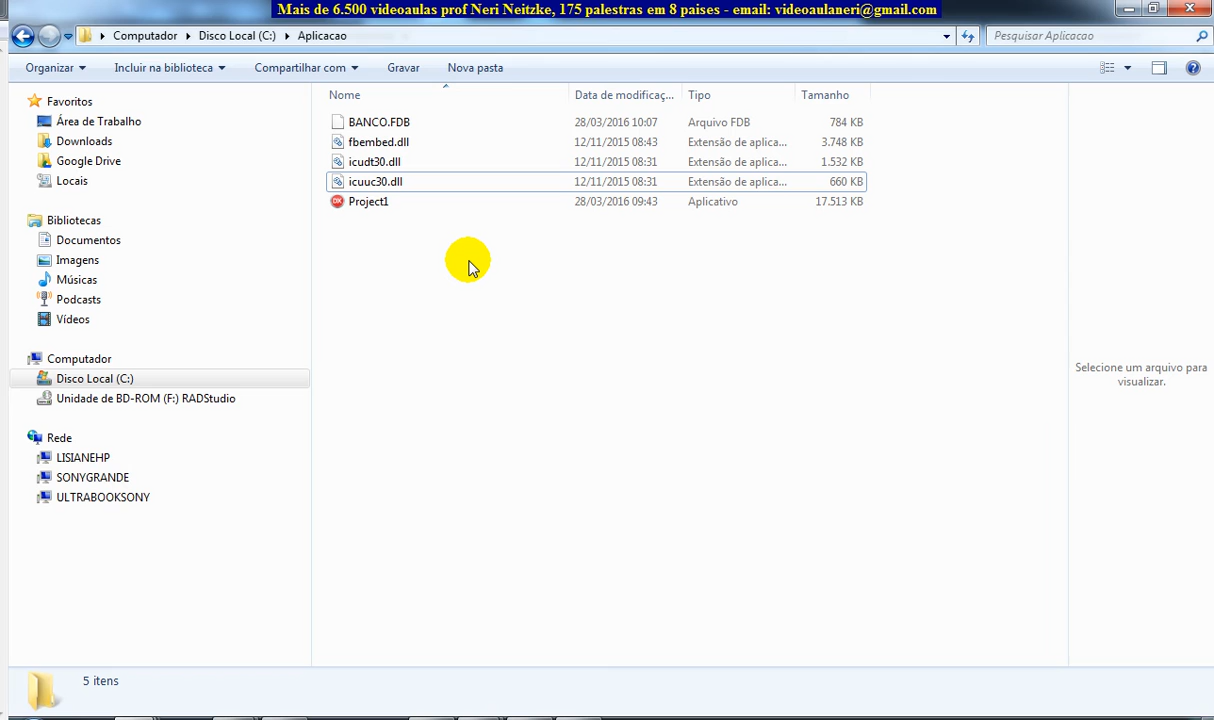 Mais de 6.500 videoaulas prof Neri Neitzke, 175 palestras em 8 paises - email: videoaulaneri@gmail.com
Computador Disco Local (C:) Aplicacao
Pesquisar Aplicacao
Organizar Incluir na biblioteca Compartilhar com Gravar Nova pasta
Nome Data de modificaç... Tipo Tamanho
BANCO.FDB 28/03/2016 10:07 Arquivo FDB 784 KB
fbembed.dll 12/11/2015 08:43 Extensão de aplica... 3.748 KB
icudt30.dll 12/11/2015 08:31 Extensão de aplica... 1.532 KB
icuuc30.dll 12/11/2015 08:31 Extensão de aplica... 660 KB
Project1 28/03/2016 09:43 Aplicativo 17.513 KB
Favoritos
Área de Trabalho
Downloads
Google Drive
Locais
Bibliotecas
Documentos
Imagens
Músicas
Podcasts
Vídeos
Computador
Disco Local (C:)
Unidade de BD-ROM (F:) RADStudio
Rede
LISIANEHP
SONYGRANDE
ULTRABOOKSONY
Selecione um arquivo para
visualizar.
5 itens